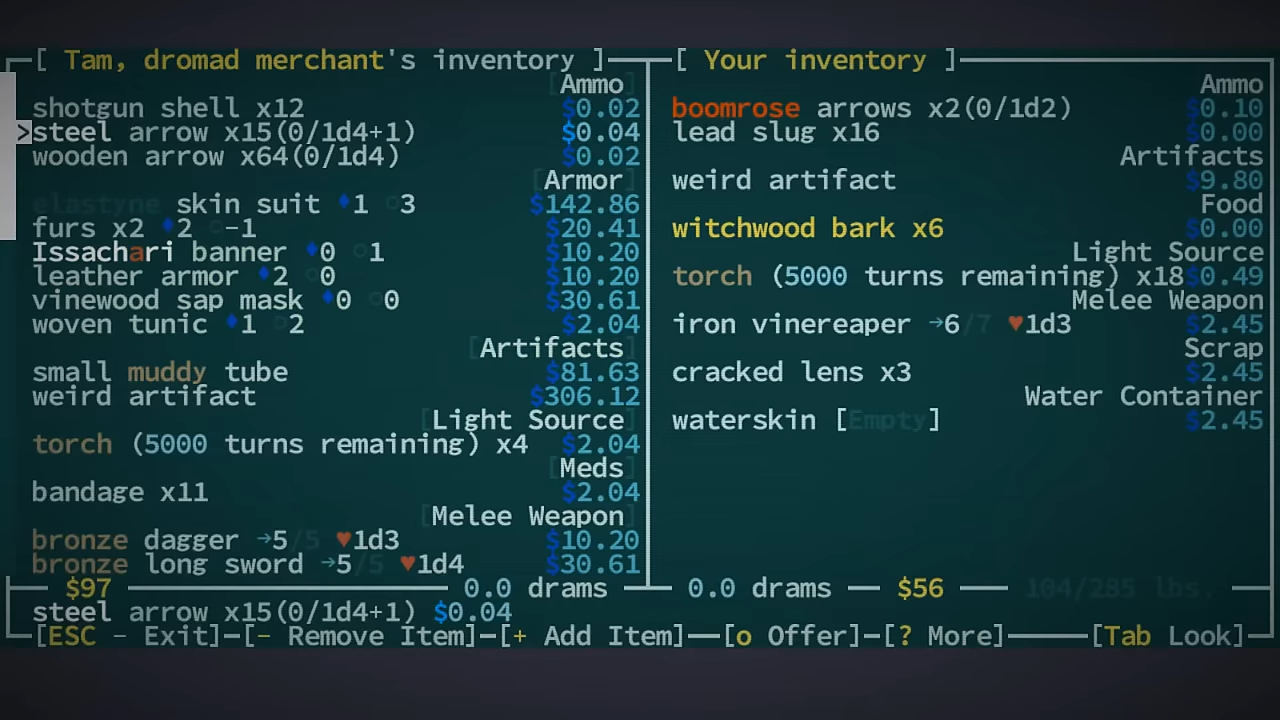 [ Tam, dromad merchant's inventory ]
[Ammo]
shotgun shell x12 $0.02
>steel arrow x15(0/1d4+1) $0.04
wooden arrow x64(0/1d4) $0.02
[Armor]
elastyne skin suit ♦1 ○3 $142.86
furs x2 ♦2 ○-1 $20.41
Issachari banner ♦0 ○1 $10.20
leather armor ♦2 ○0 $10.20
vinewood sap mask ♦0 ○0 $30.61
woven tunic ♦1 ○2 $2.04
[Artifacts]
small muddy tube $81.63
weird artifact $306.12
[Light Source]
torch (5000 turns remaining) x4 $2.04
[Meds]
bandage x11 $2.04
[Melee Weapon]
bronze dagger →5/5 ♥1d3 $10.20
bronze long sword →5/5 ♥1d4 $30.61
$97 0.0 drams
[ Your inventory ]
Ammo
boomrose arrows x2(0/1d2) $0.10
lead slug x16 $0.00
Artifacts
weird artifact $9.80
Food
witchwood bark x6 $0.00
Light Source
torch (5000 turns remaining) x18 $0.49
Melee Weapon
iron vinereaper →6/7 ♥1d3 $2.45
Scrap
cracked lens x3 $2.45
Water Container
waterskin [Empty] $2.45
0.0 drams — $56 — 104/285 lbs.
steel arrow x15(0/1d4+1) $0.04
[ESC - Exit]-[- Remove Item]-[+ Add Item]-[o Offer]-[? More] [Tab Look]